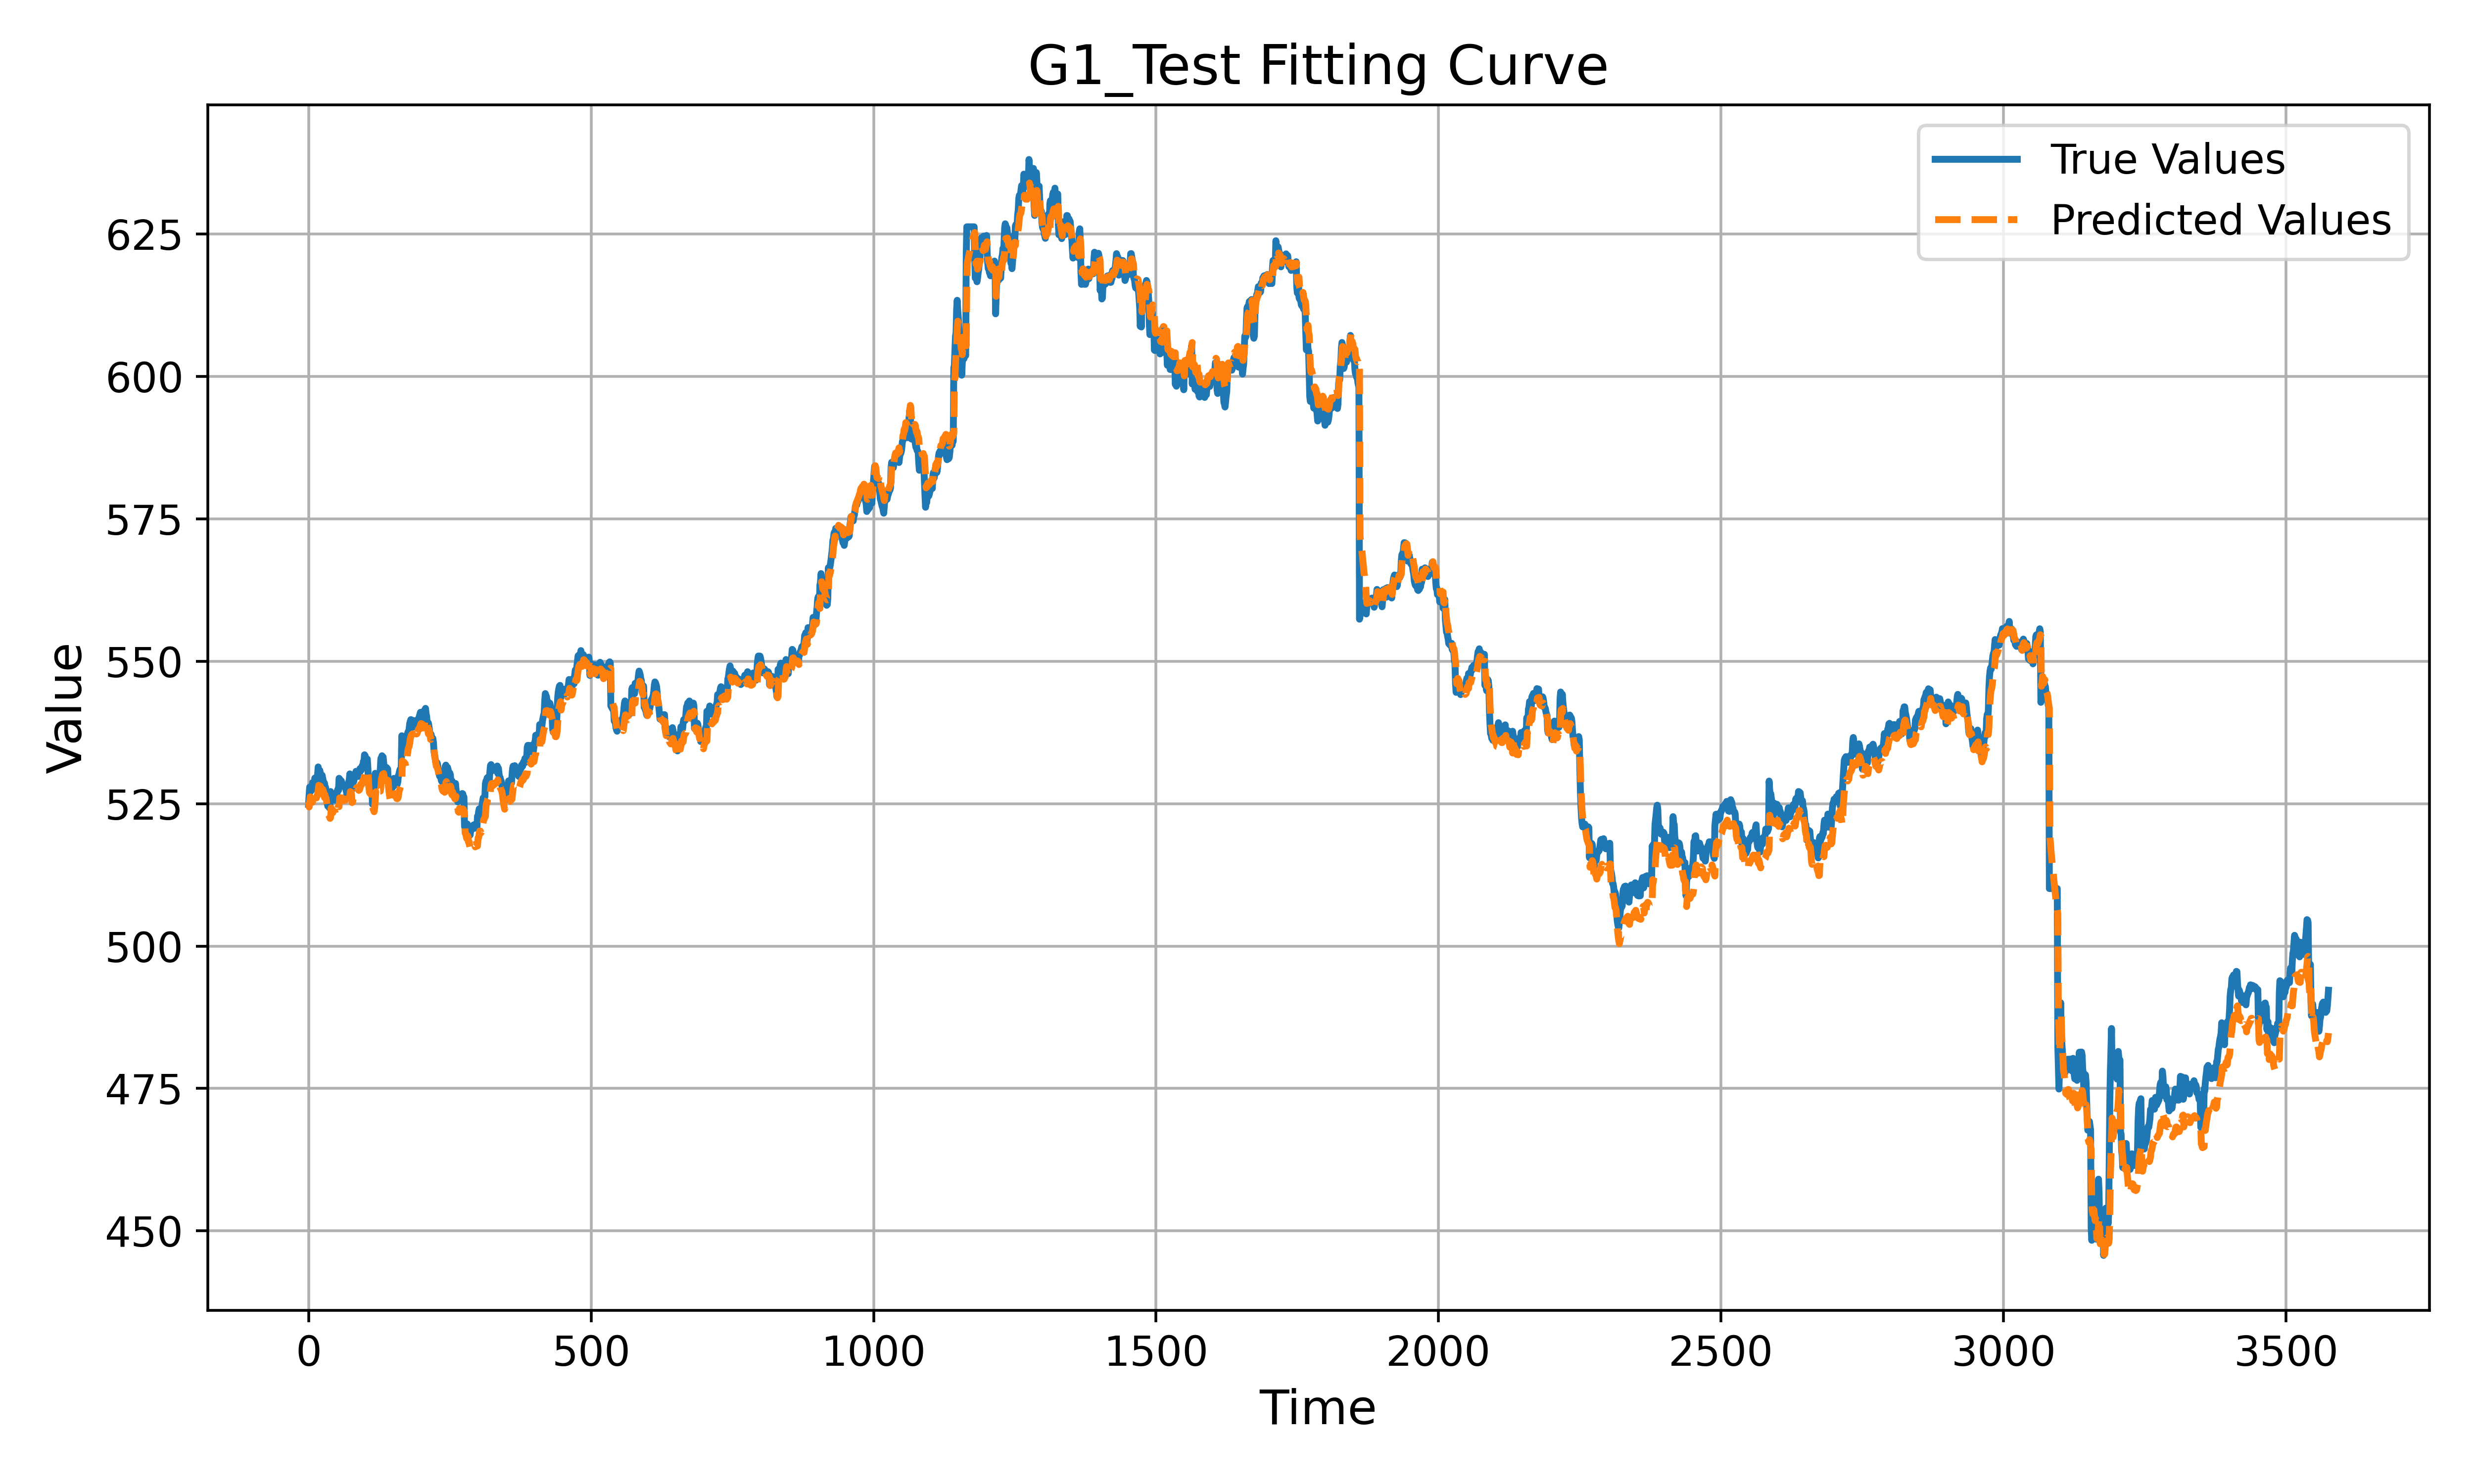 G1_Test Fitting Curve
True Values
Predicted Values
Value
625
600
575
550
525
500
475
450
0 500 1000 1500 2000 2500 3000 3500
Time